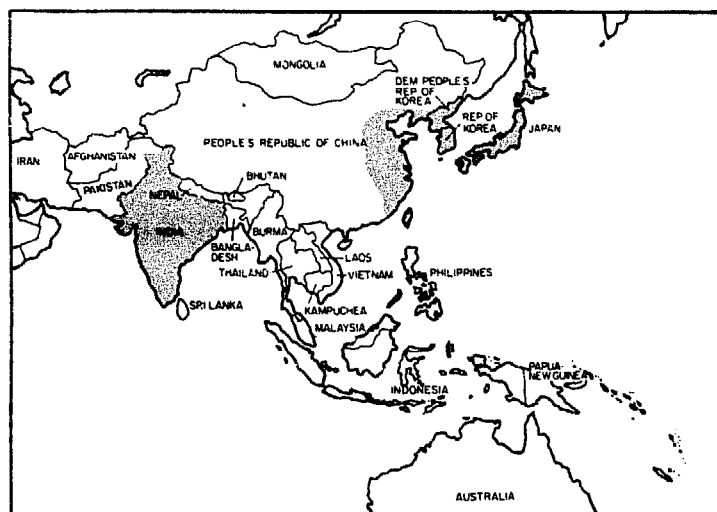 MONGOLIA
DEM PEOPLE'S
REP OF
KOREA
REP OF
KOREA
JAPAN
PEOPLE'S REPUBLIC OF CHINA
IRAN
AFGHANISTAN
PAKISTAN
NEPAL
BHUTAN
INDIA
BURMA
BANGLA-
DESH
LAOS
THAILAND
VIETNAM
PHILIPPINES
SRI LANKA
KAMPUCHEA
MALAYSIA
PAPUA-
NEW GUINEA
INDONESIA
AUSTRALIA